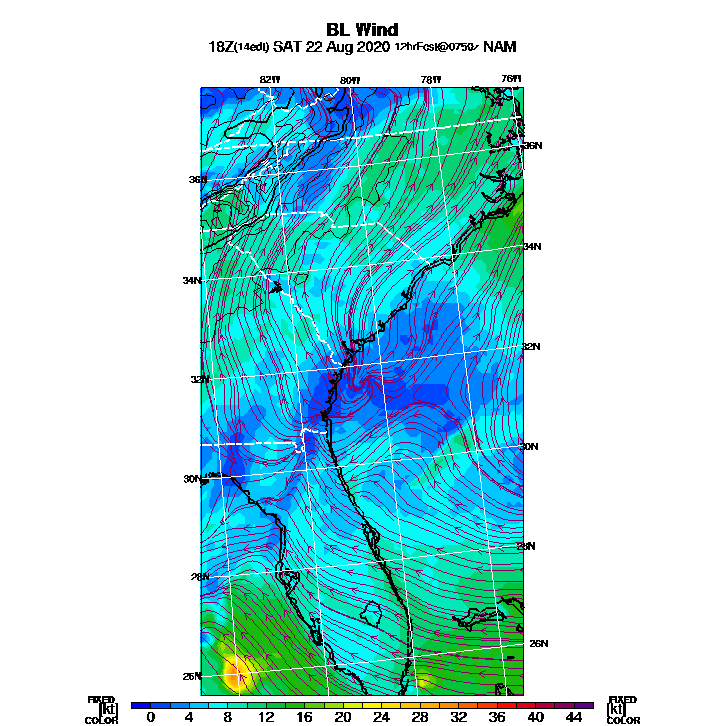 BL Wind
18Z(14edt) SAT 22 Aug 2020 12hrFcst@0750z NAM
82W 80W 78W 76W
36N
36N
34N
34N
32N
32N
30N
30N
28N
28N
26N
26N
FIXED FIXED
[kt] 0 4 8 12 16 20 24 28 32 36 40 44 [kt]
COLOR COLOR